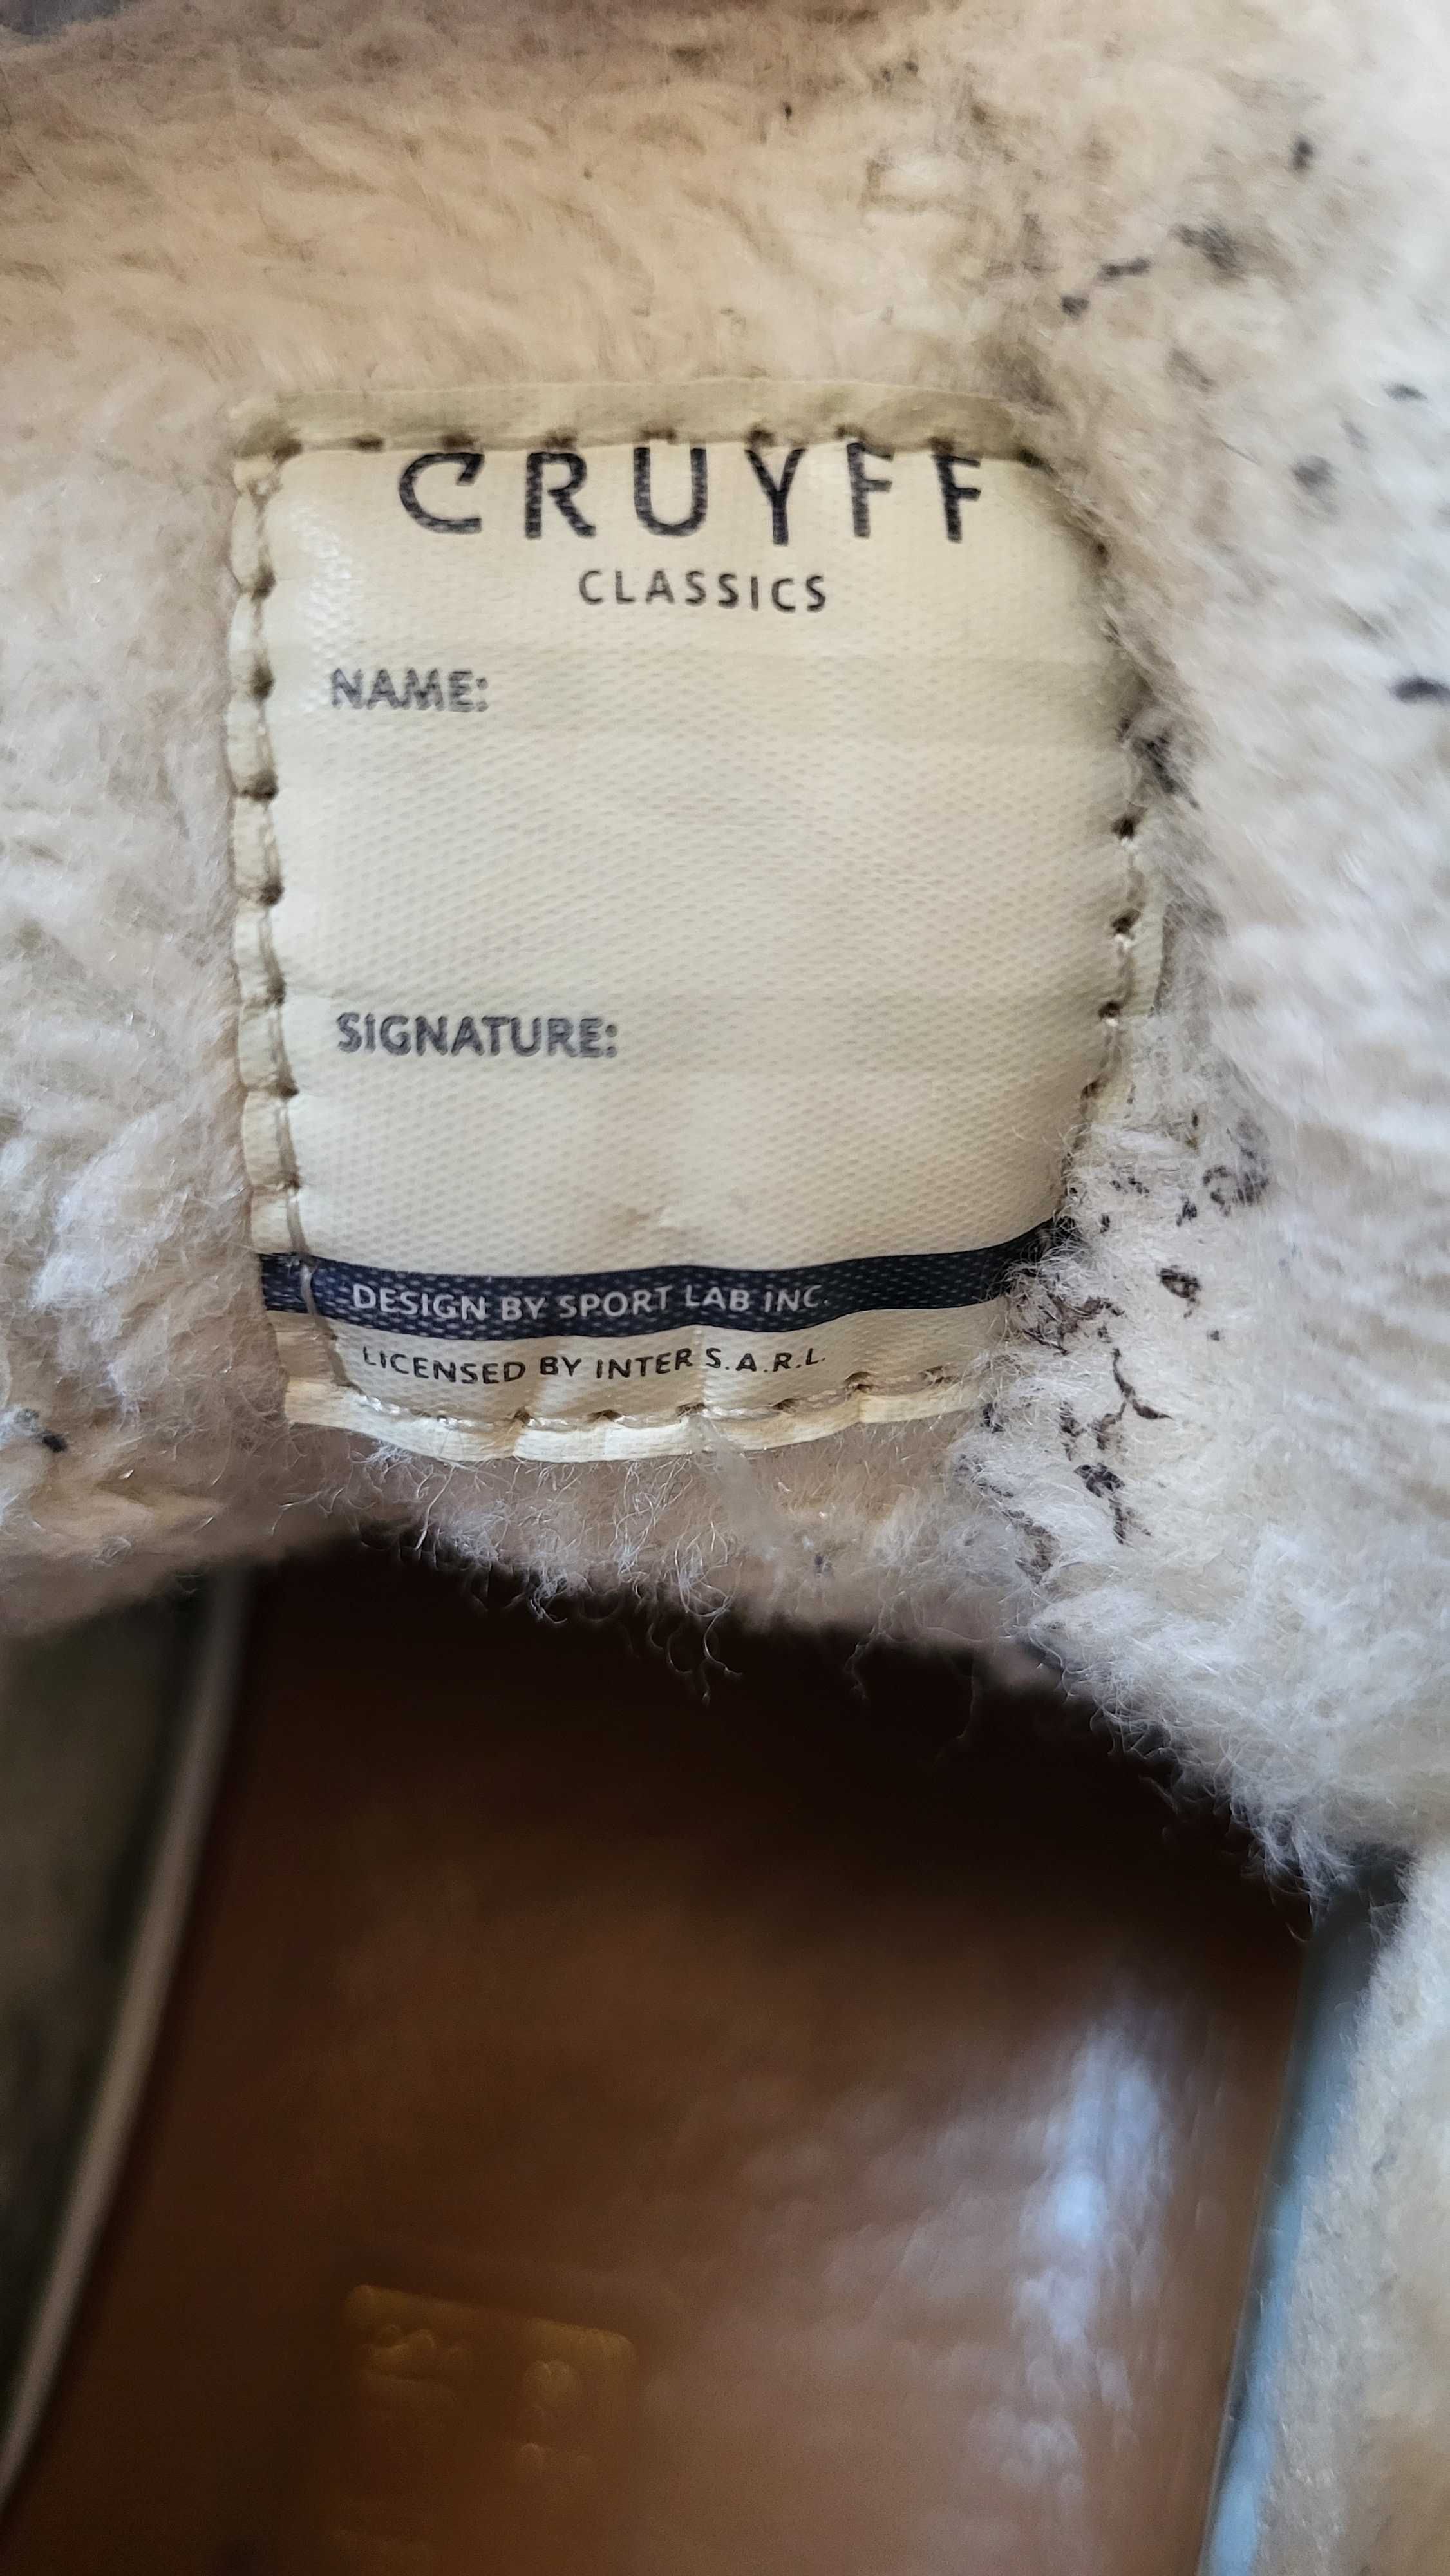 CRUYFF
CLASSICS
NAME:
SIGNATURE:
DESIGN BY SPORT LAB INC.
LICENSED BY INTER S.A.R.L.